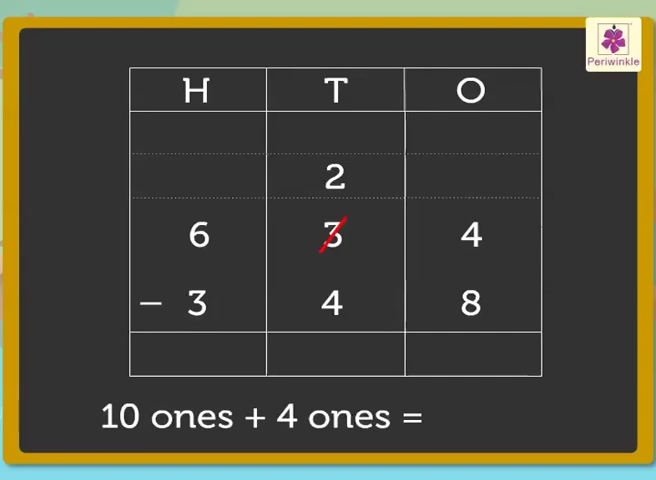 Periwinkle
H T O
2
6 3 4
− 3 4 8
10 ones + 4 ones =